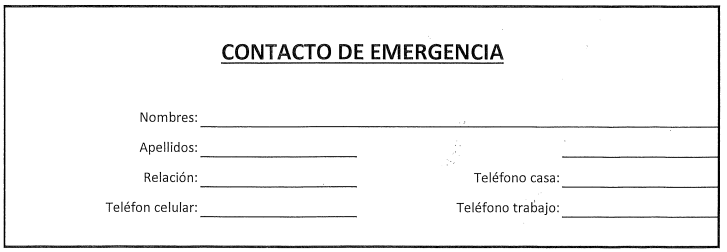 CONTACTO DE EMERGENCIA
Nombres:
Apellidos:
Relación: Teléfono casa:
Teléfon celular: Teléfono trabajo: